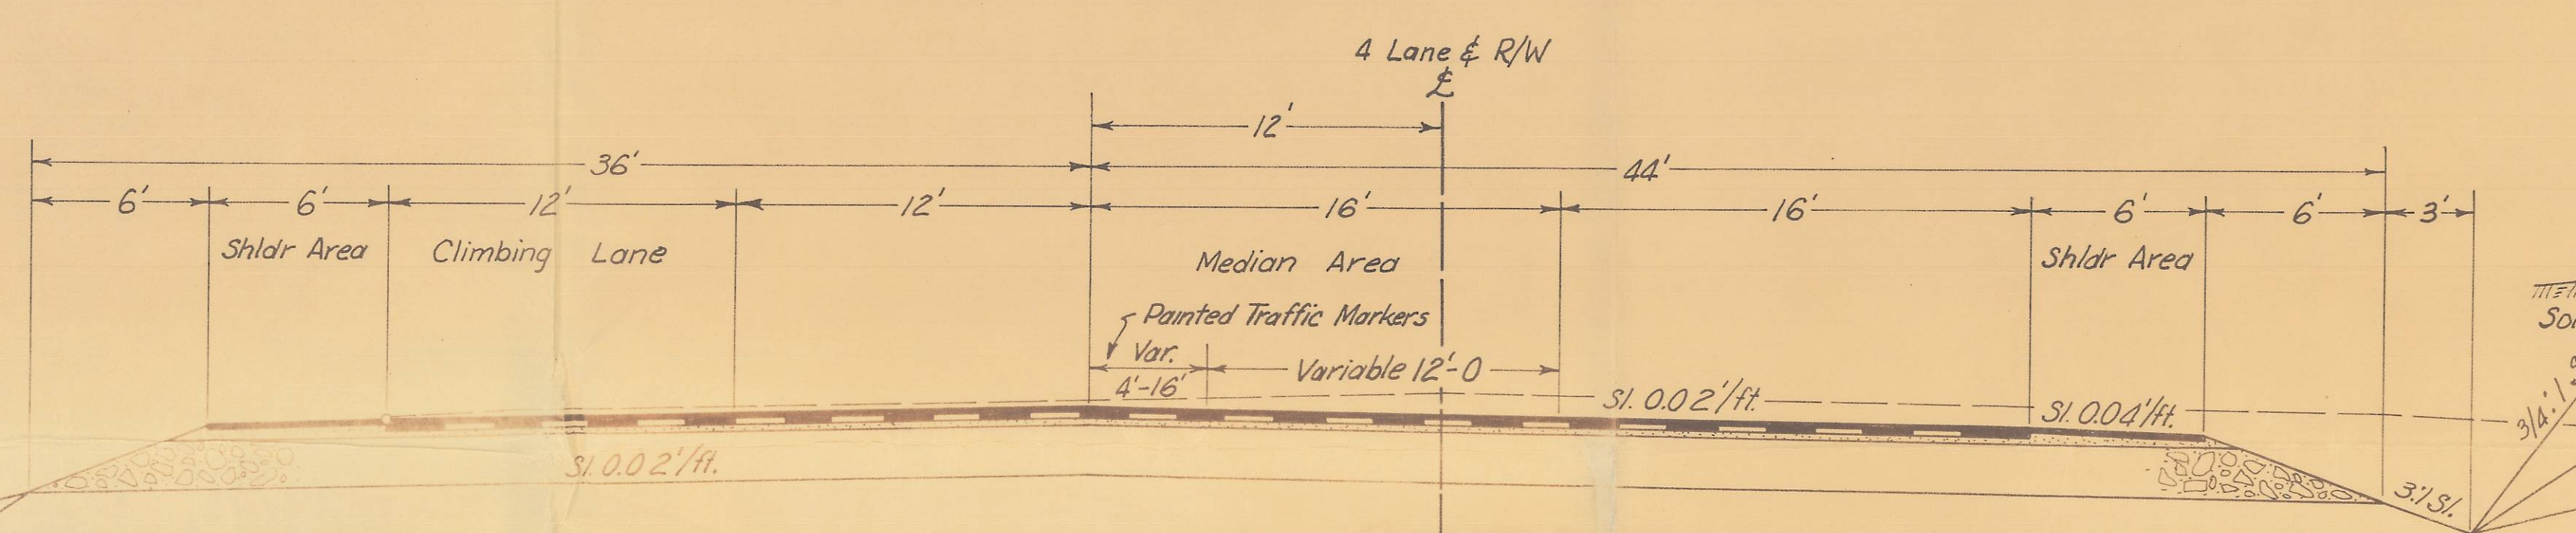 4 Lane & R/W
℄
12'
36'
44'
6'
6'
12'
12'
16'
16'
6'
6'
3'
Shldr Area
Climbing Lane
Median Area
Shldr Area
Painted Traffic Markers
Var.
4'-16'
Variable 12'-0
Sl. 0.02'/ft.
Sl. 0.04'/ft.
Sl. 0.02'/ft.
3:1 Sl.
3/4:1